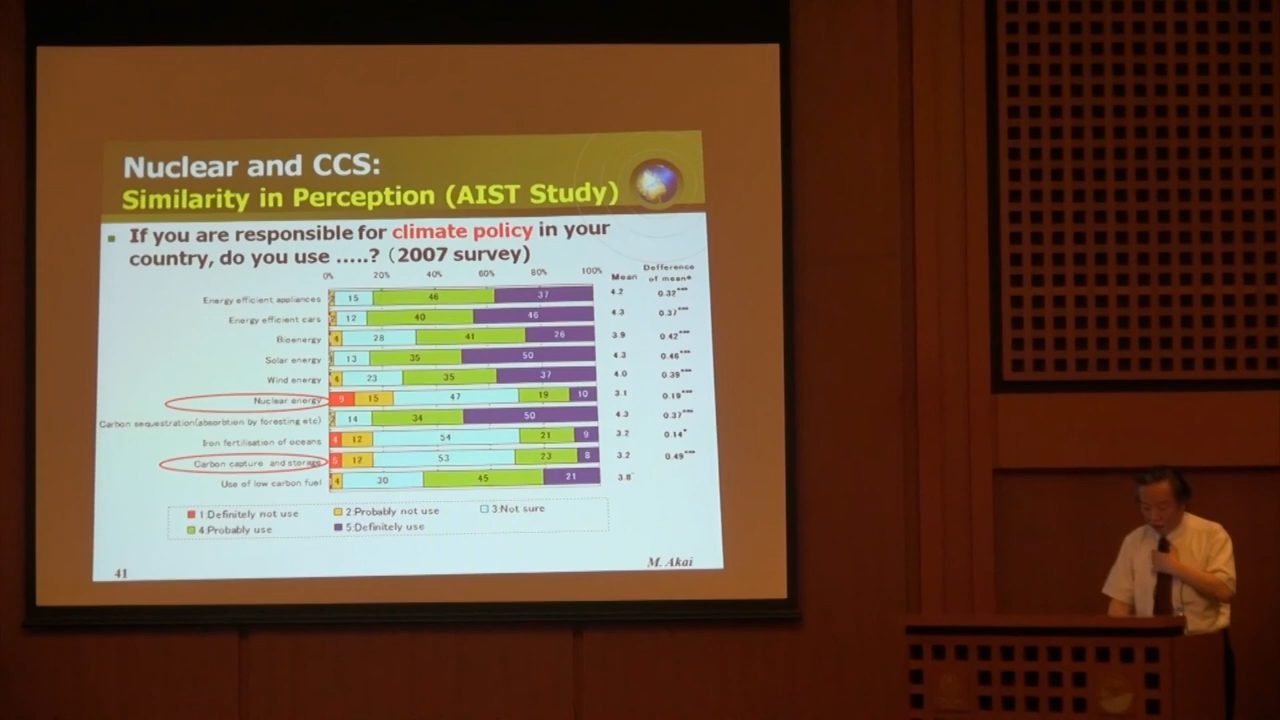 Nuclear and CCS:
Similarity in Perception (AIST Study)
If you are responsible for climate policy in your
country, do you use .....? (2007 survey)
0% 20% 40% 60% 80% 100% Mean Defference
of mean*
Energy efficient appliances 2 15 46 37 4.2 0.32***
Energy efficient cars 2 12 40 46 4.3 0.37***
Bioenergy 4 28 41 26 3.9 0.42***
Solar energy 13 35 50 4.3 0.46***
Wind energy 4 23 35 37 4.0 0.39***
Nuclear energy 9 15 47 19 10 3.1 0.19***
Carbon sequestration(absorbtion by foresting etc) 2 14 34 50 4.3 0.37***
Iron fertilisation of oceans 4 12 54 21 9 3.2 0.14*
Carbon capture and storage 5 12 53 23 8 3.2 0.49***
Use of low carbon fuel 4 30 45 21 3.8
1:Definitely not use 2:Probably not use 3:Not sure
4:Probably use 5:Definitely use
41 M. Akai